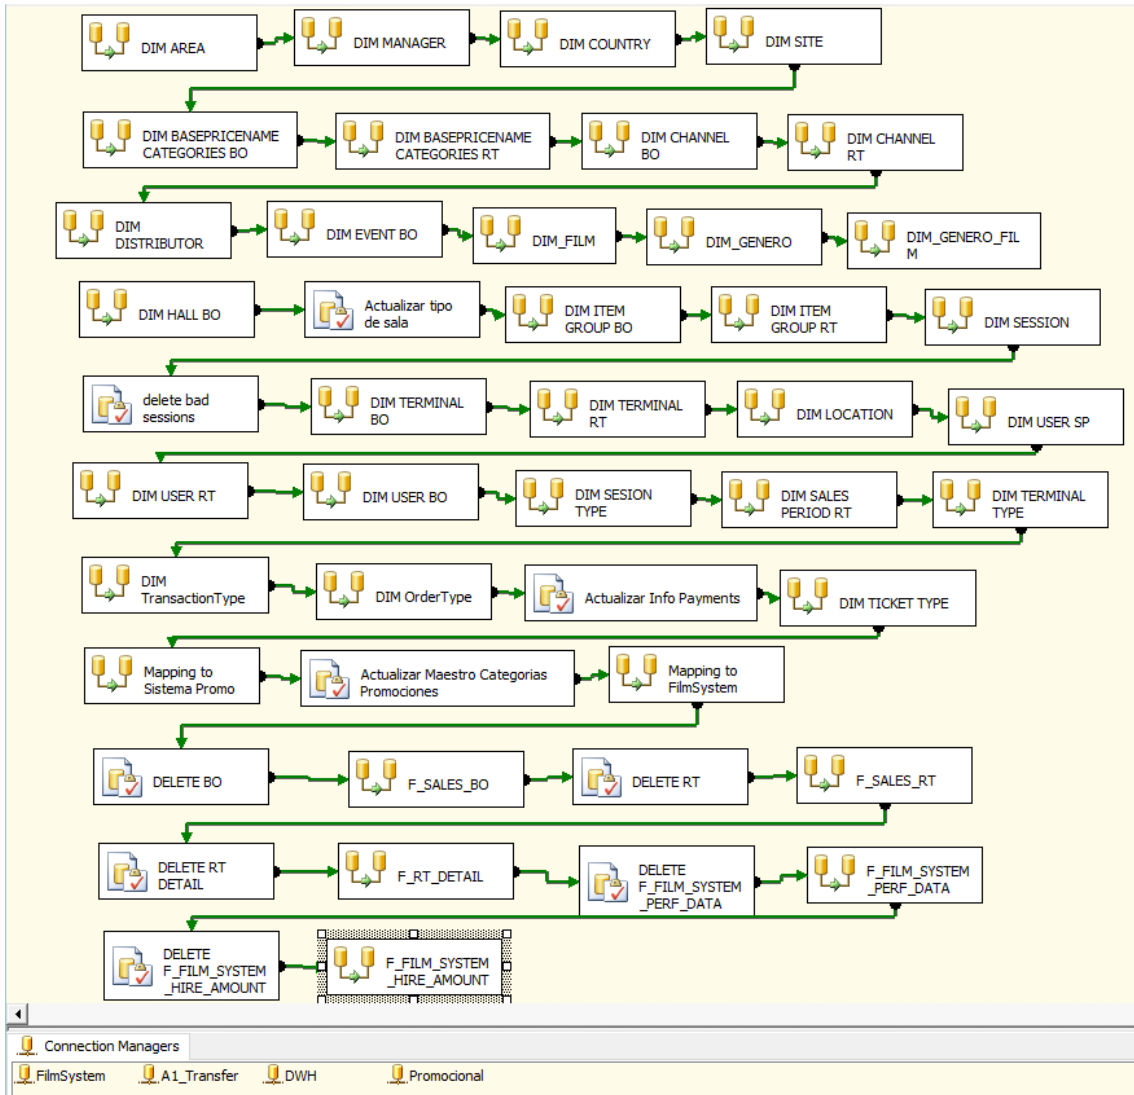 DIM AREA
DIM MANAGER
DIM COUNTRY
DIM SITE
DIM BASEPRICENAME
CATEGORIES BO
DIM BASEPRICENAME
CATEGORIES RT
DIM CHANNEL
BO
DIM CHANNEL
RT
DIM
DISTRIBUTOR
DIM EVENT BO
DIM_FILM
DIM_GENERO
DIM_GENERO_FIL
M
DIM HALL BO
Actualizar tipo
de sala
DIM ITEM
GROUP BO
DIM ITEM
GROUP RT
DIM SESSION
delete bad
sessions
DIM TERMINAL
BO
DIM TERMINAL
RT
DIM LOCATION
DIM USER SP
DIM USER RT
DIM USER BO
DIM SESION
TYPE
DIM SALES
PERIOD RT
DIM TERMINAL
TYPE
DIM
TransactionType
DIM OrderType
Actualizar Info Payments
DIM TICKET TYPE
Mapping to
Sistema Promo
Actualizar Maestro Categorias
Promociones
Mapping to
FilmSystem
DELETE BO
F_SALES_BO
DELETE RT
F_SALES_RT
DELETE RT
DETAIL
F_RT_DETAIL
DELETE
F_FILM_SYSTEM
_PERF_DATA
F_FILM_SYSTEM
_PERF_DATA
DELETE
F_FILM_SYSTEM
_HIRE_AMOUNT
F_FILM_SYSTEM
_HIRE_AMOUNT
Connection Managers
FilmSystem
A1_Transfer
DWH
Promocional